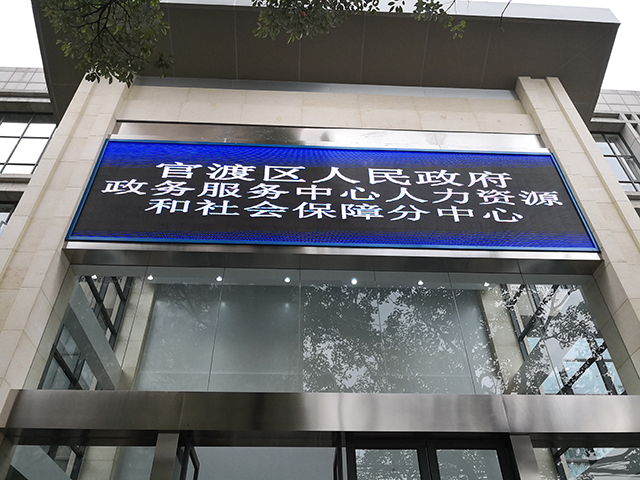 官渡区人民政府
政务服务中心人力资源
和社会保障分中心